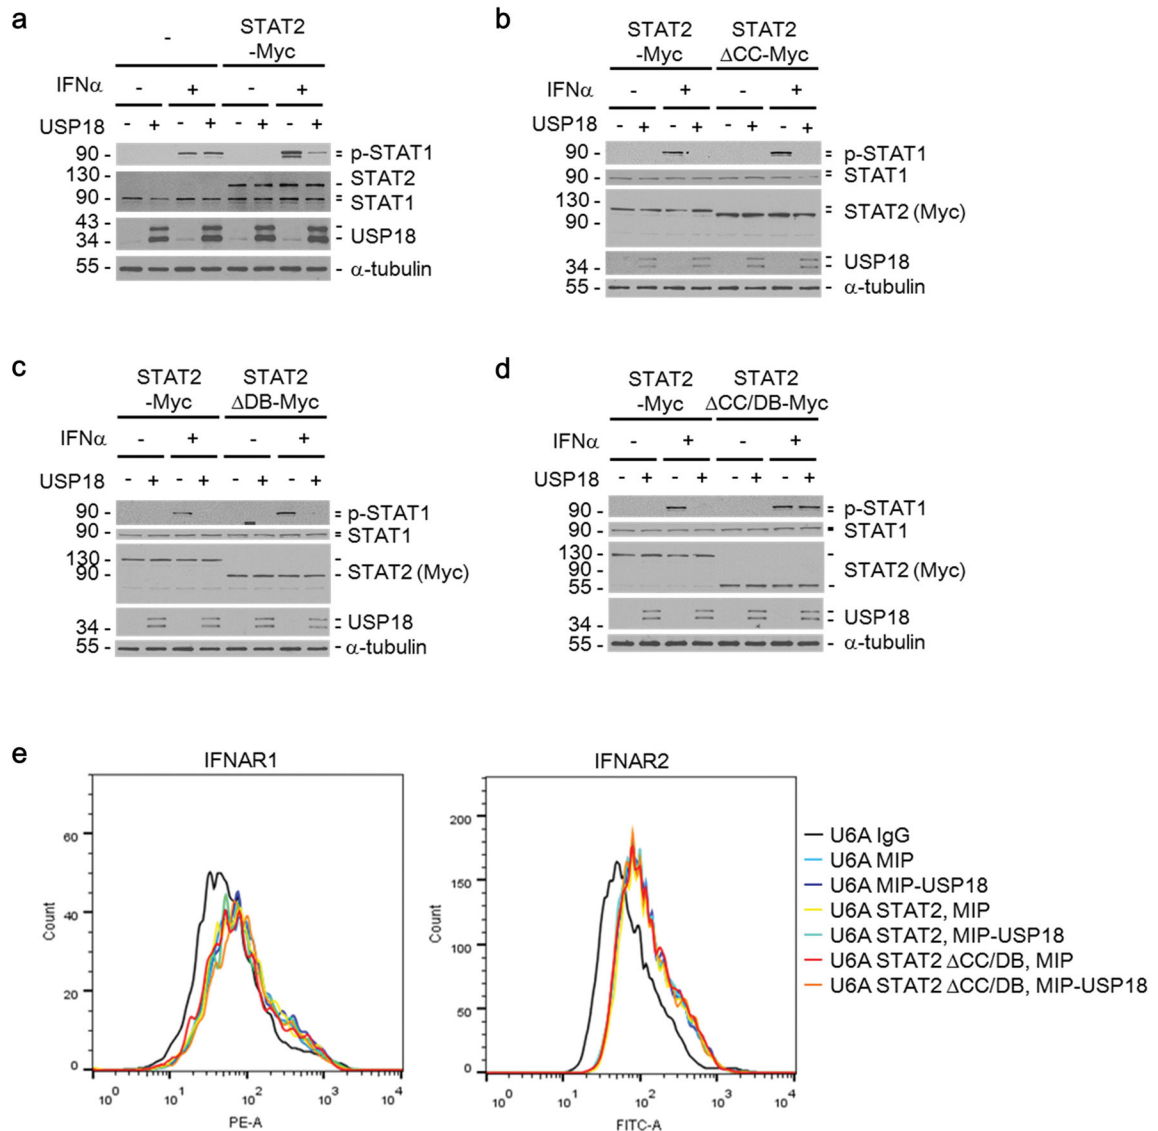 a
- STAT2
-Myc
IFNα - + - +
USP18 - + - + - + - +
90 - p-STAT1
130 - STAT2
90 - STAT1
43 -
34 - USP18
55 - - α-tubulin
b
STAT2 STAT2
-Myc ΔCC-Myc
IFNα - + - +
USP18 - + - + - + - +
90 - p-STAT1
90 - STAT1
130 -
90 - STAT2 (Myc)
34 - USP18
55 - - α-tubulin
c
STAT2 STAT2
-Myc ΔDB-Myc
IFNα - + - +
USP18 - + - + - + - +
90 - p-STAT1
90 - STAT1
130 -
90 - STAT2 (Myc)
34 - USP18
55 - - α-tubulin
d
STAT2 STAT2
-Myc ΔCC/DB-Myc
IFNα - + - +
USP18 - + - + - + - +
90 - p-STAT1
90 - STAT1
130 -
90 - STAT2 (Myc)
55 -
34 - USP18
55 - - α-tubulin
e
IFNAR1
Count
60
40
20
0
10⁰ 10¹ 10² 10³ 10⁴
PE-A
IFNAR2
Count
200
150
100
50
0
10⁰ 10¹ 10² 10³ 10⁴
FITC-A
U6A IgG
U6A MIP
U6A MIP-USP18
U6A STAT2, MIP
U6A STAT2, MIP-USP18
U6A STAT2 ΔCC/DB, MIP
U6A STAT2 ΔCC/DB, MIP-USP18